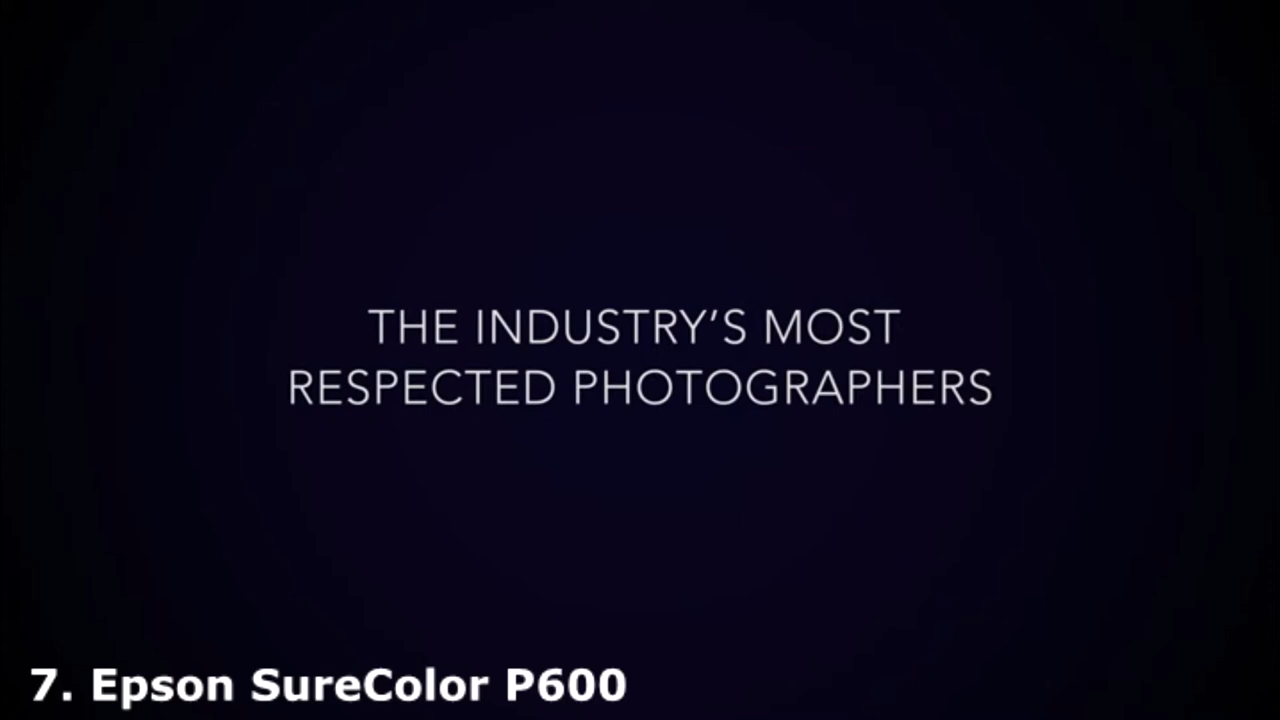 THE INDUSTRY’S MOST
RESPECTED PHOTOGRAPHERS
7. Epson SureColor P600